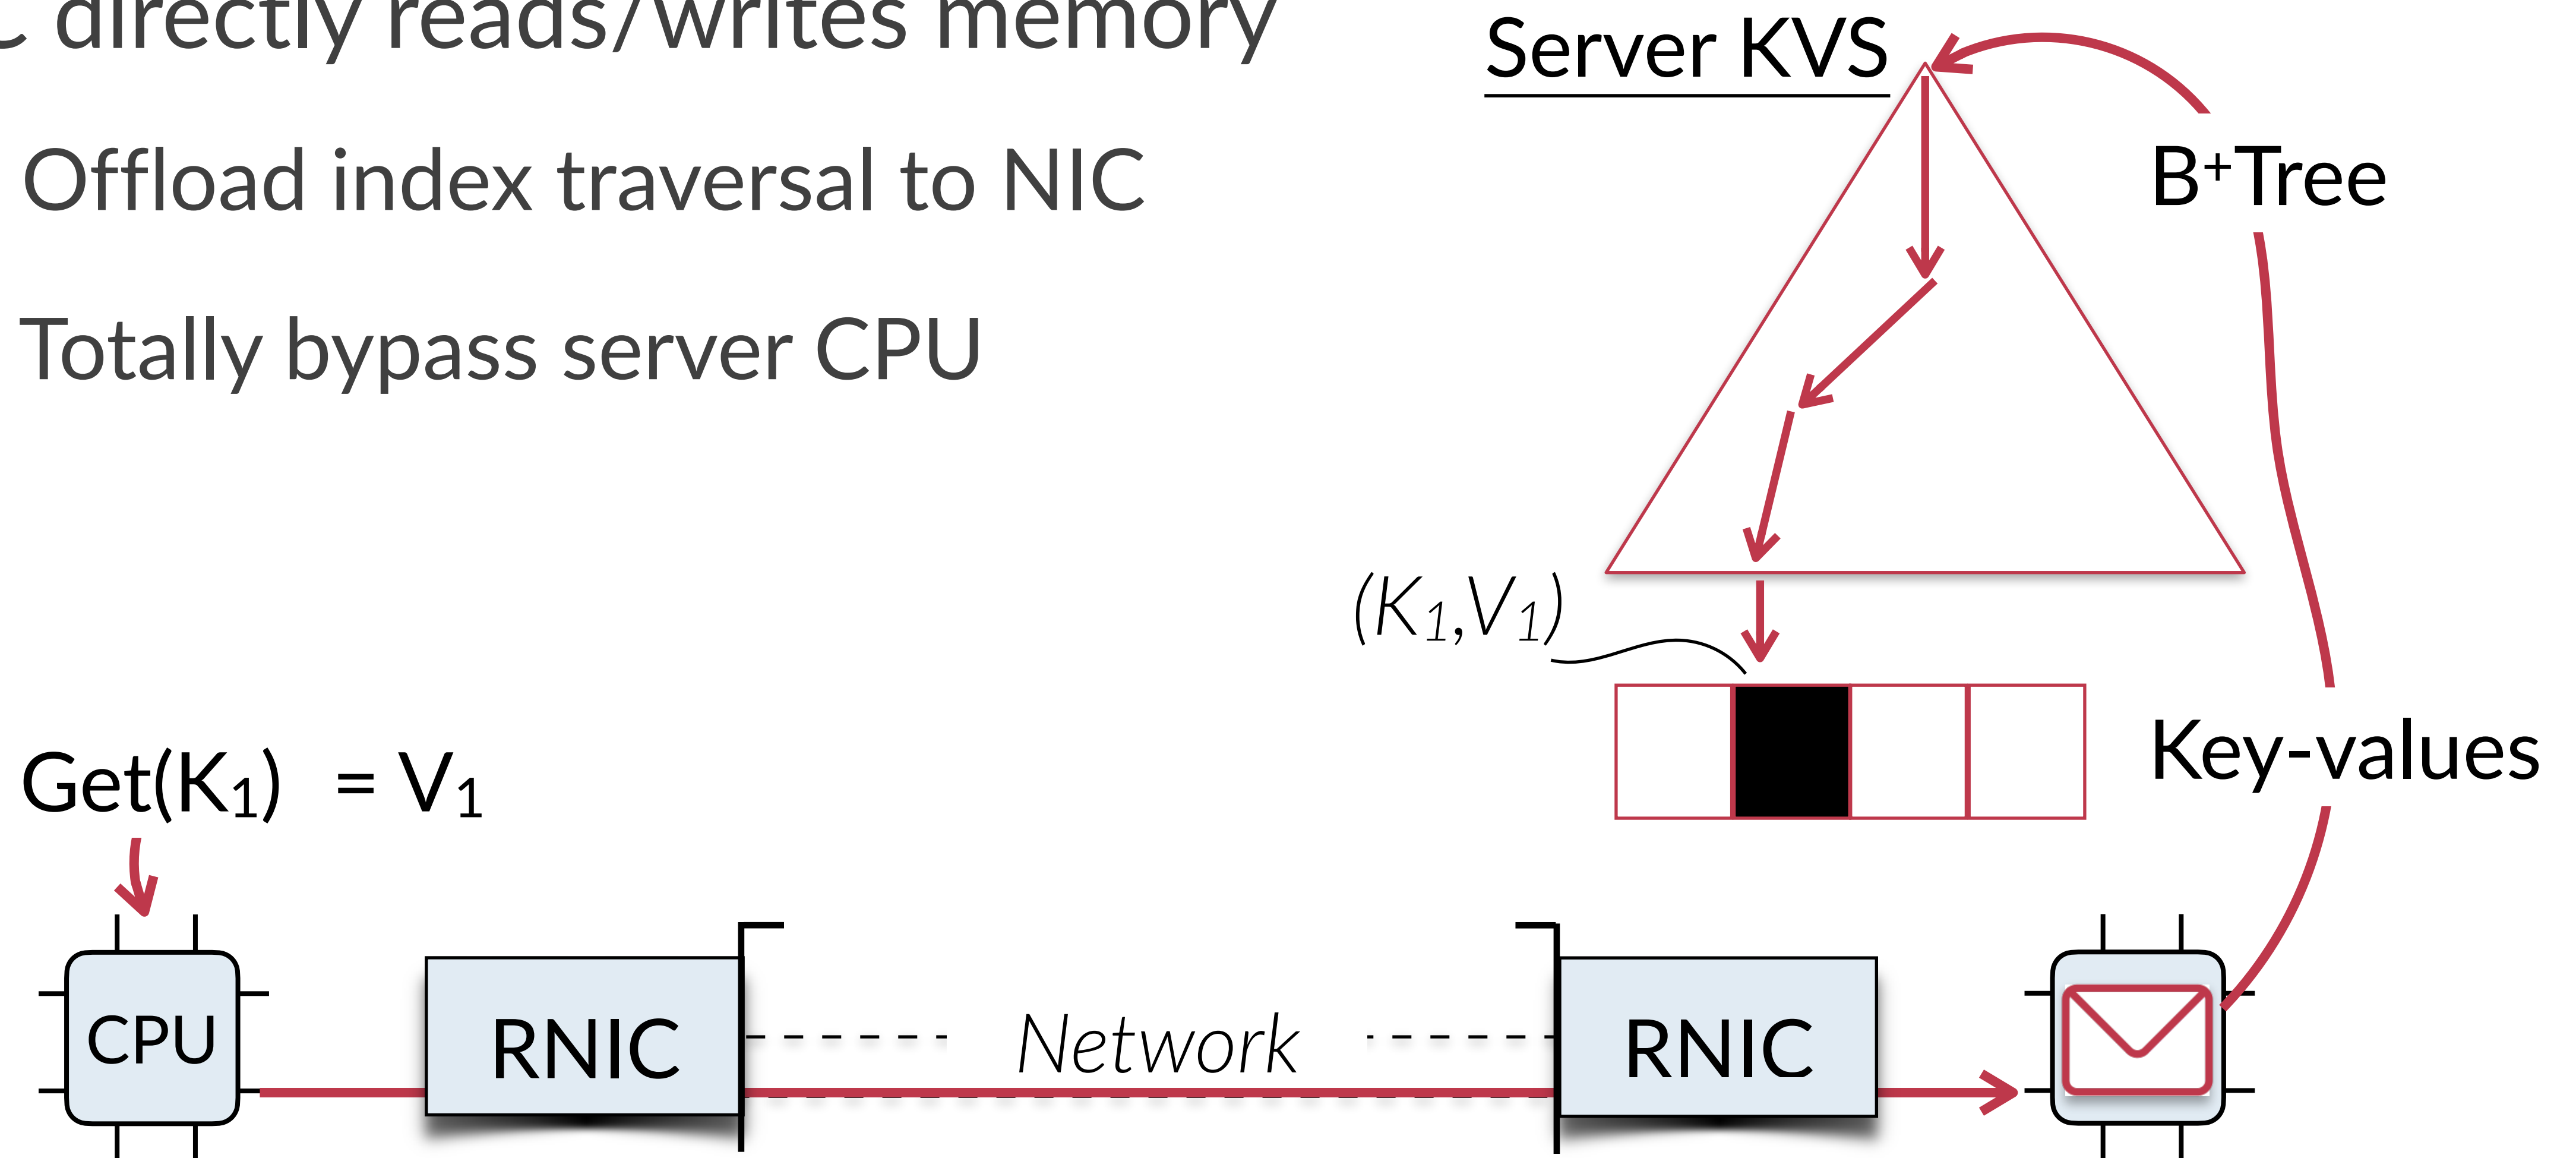 C directly reads/writes memory
Offload index traversal to NIC
Totally bypass server CPU
Server KVS
B⁺Tree
(K₁,V₁)
Key-values
Get(K₁) = V₁
CPU
RNIC
Network
RNIC